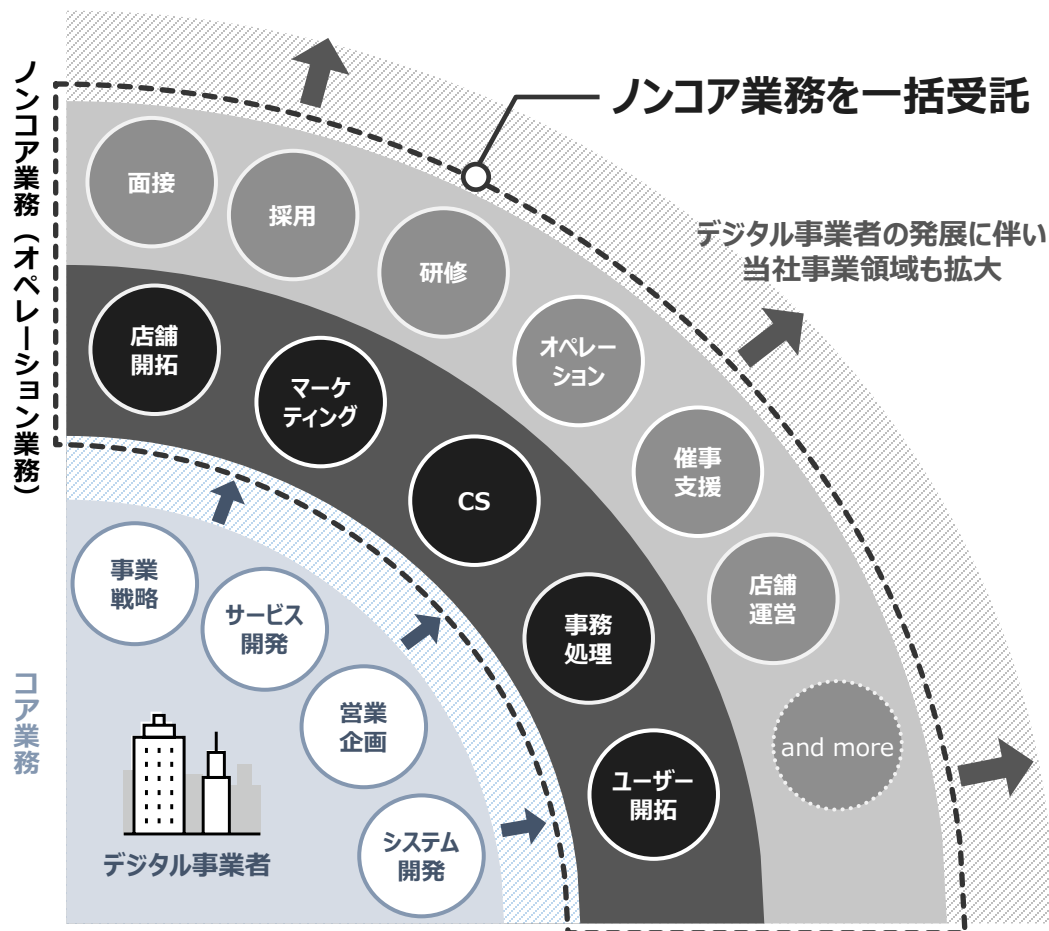 ノンコア業務を一括受託
デジタル事業者の発展に伴い
当社事業領域も拡大
ノンコア業務（オペレーション業務）
面接
採用
研修
オペレー
ション
催事
支援
店舗
運営
and more
店舗
開拓
マーケ
ティング
CS
事務
処理
ユーザー
開拓
コア業務
事業
戦略
サービス
開発
営業
企画
システム
開発
デジタル事業者